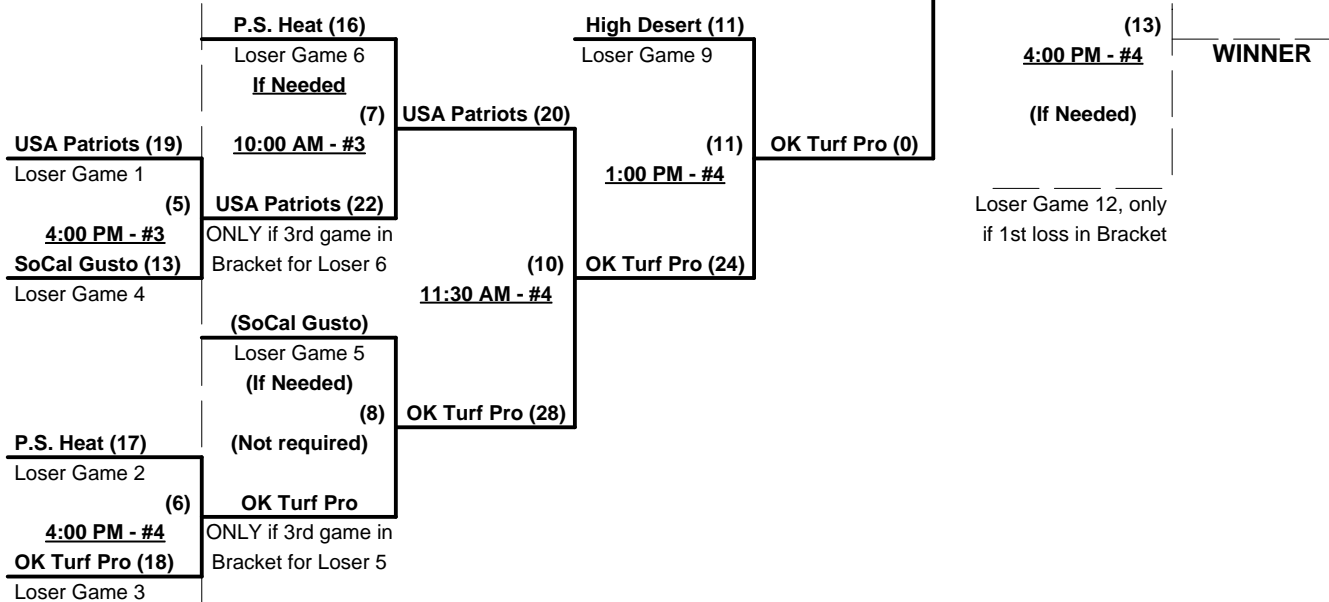 P.S. Heat (16)
Loser Game 6
If Needed
(7)
10:00 AM - #3
USA Patriots (19)
Loser Game 1
(5)
4:00 PM - #3
SoCal Gusto (13)
Loser Game 4
USA Patriots (22)
ONLY if 3rd game in
Bracket for Loser 6
(SoCal Gusto)
Loser Game 5
(If Needed)
(8)
(Not required)
P.S. Heat (17)
Loser Game 2
(6)
4:00 PM - #4
OK Turf Pro (18)
Loser Game 3
OK Turf Pro
ONLY if 3rd game in
Bracket for Loser 5
USA Patriots (20)
(10)
11:30 AM - #4
OK Turf Pro (28)
High Desert (11)
Loser Game 9
(11)
1:00 PM - #4
OK Turf Pro (24)
OK Turf Pro (0)
(13)
4:00 PM - #4
(If Needed)
Loser Game 12, only
if 1st loss in Bracket
WINNER